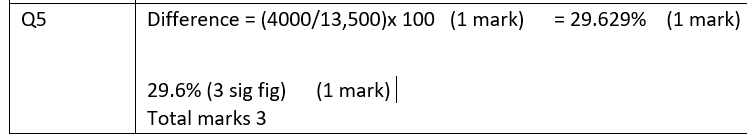 Q5 Difference = (4000/13,500)x 100 (1 mark) = 29.629% (1 mark)
29.6% (3 sig fig) (1 mark)
Total marks 3